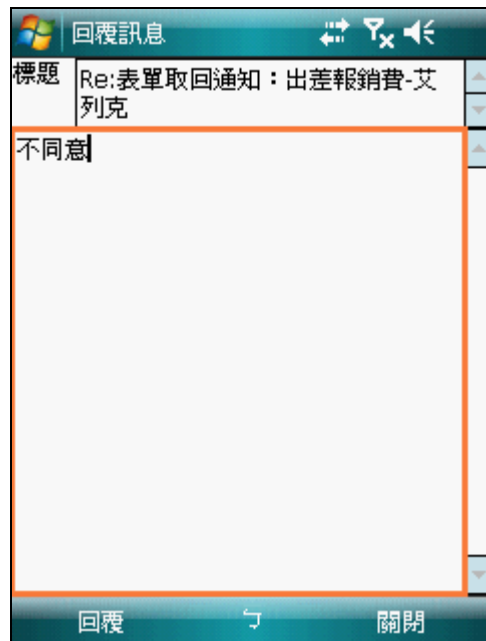 回覆訊息
標題
Re:表單取回通知：出差報銷費-艾
列克
不同意
回覆 ㄅ 關閉